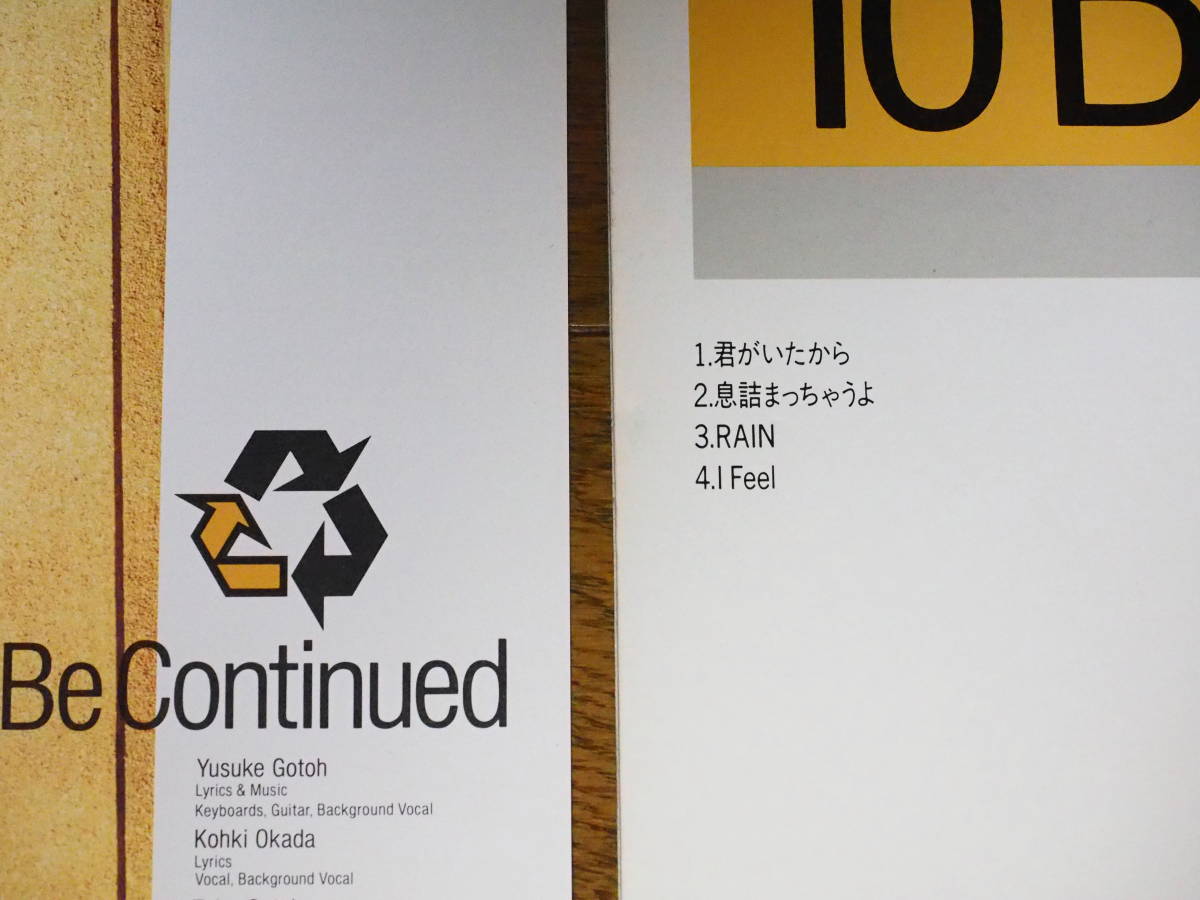 Be Continued
Yusuke Gotoh
Lyrics & Music
Keyboards, Guitar, Background Vocal
Kohki Okada
Lyrics
Vocal, Background Vocal
1.君がいたから
2.息詰まっちゃうよ
3.RAIN
4.I Feel